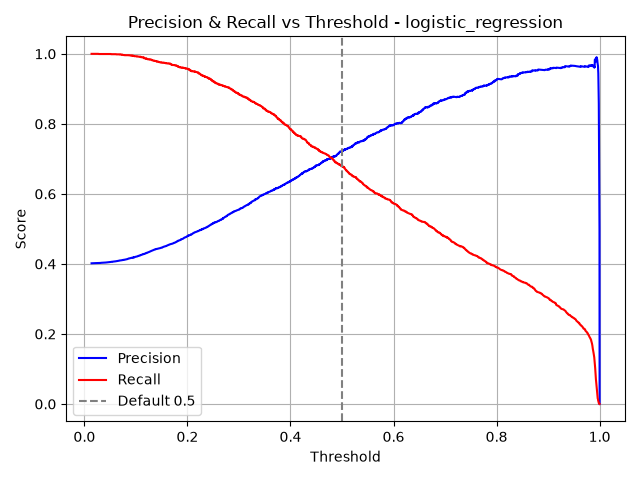 Precision & Recall vs Threshold - logistic_regression
Score
1.0
0.8
0.6
0.4
0.2
0.0
Precision
Recall
Default 0.5
0.0 0.2 0.4 0.6 0.8 1.0
Threshold